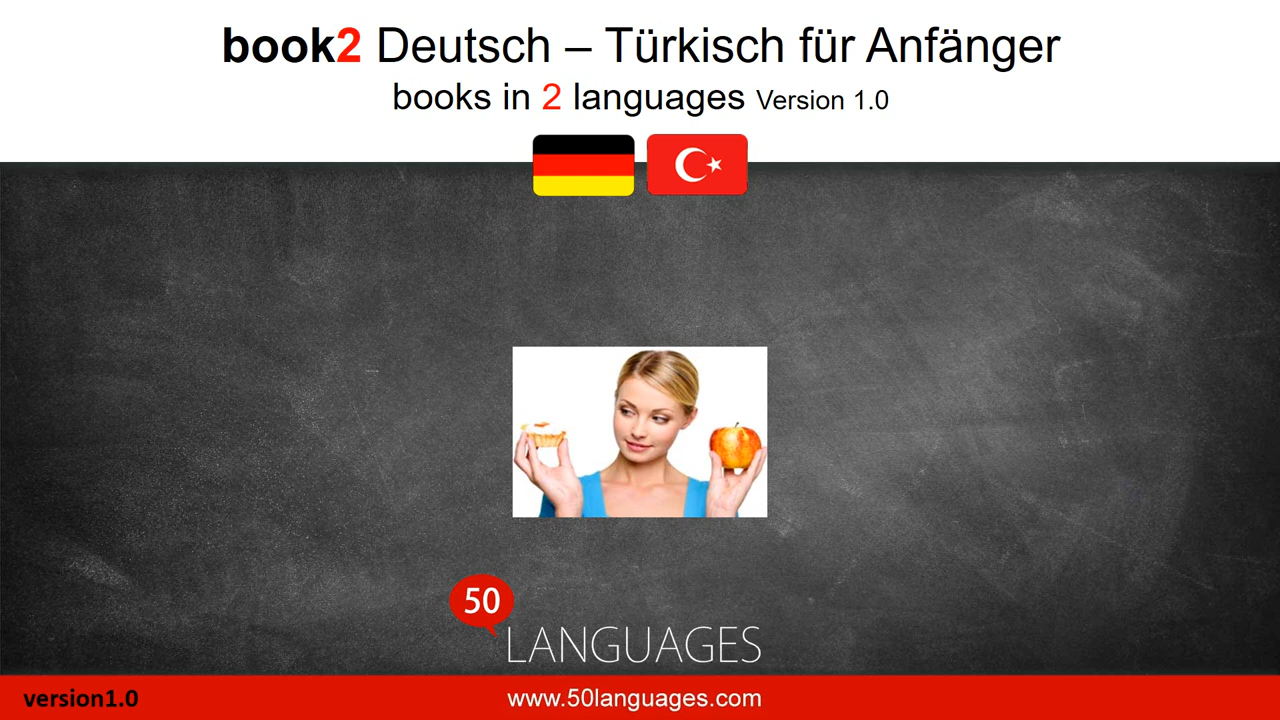 book2 Deutsch – Türkisch für Anfänger
books in 2 languages Version 1.0
50
LANGUAGES
version1.0
www.50languages.com